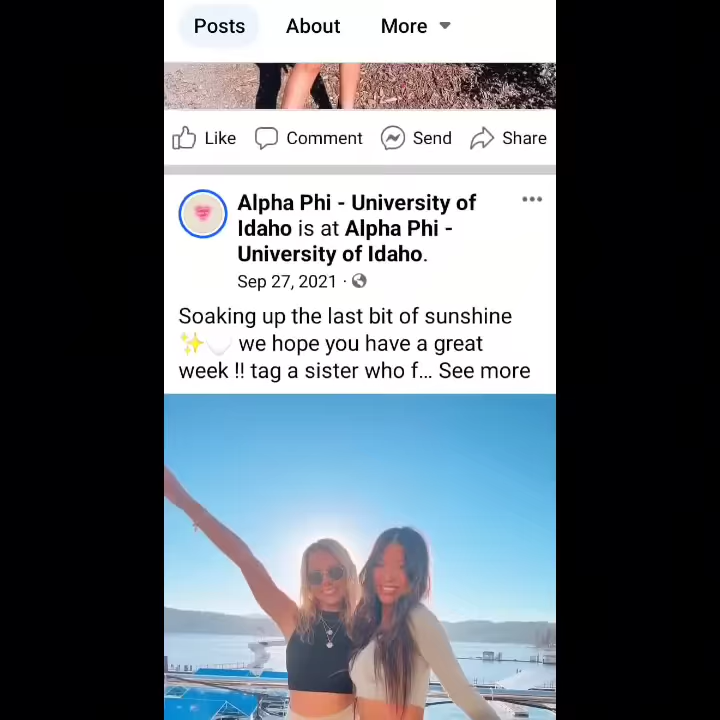 Posts About More
Like Comment Send Share
Alpha Phi - University of
Idaho is at Alpha Phi -
University of Idaho.
Sep 27, 2021 ·
Soaking up the last bit of sunshine
✨🤍 we hope you have a great
week !! tag a sister who f... See more